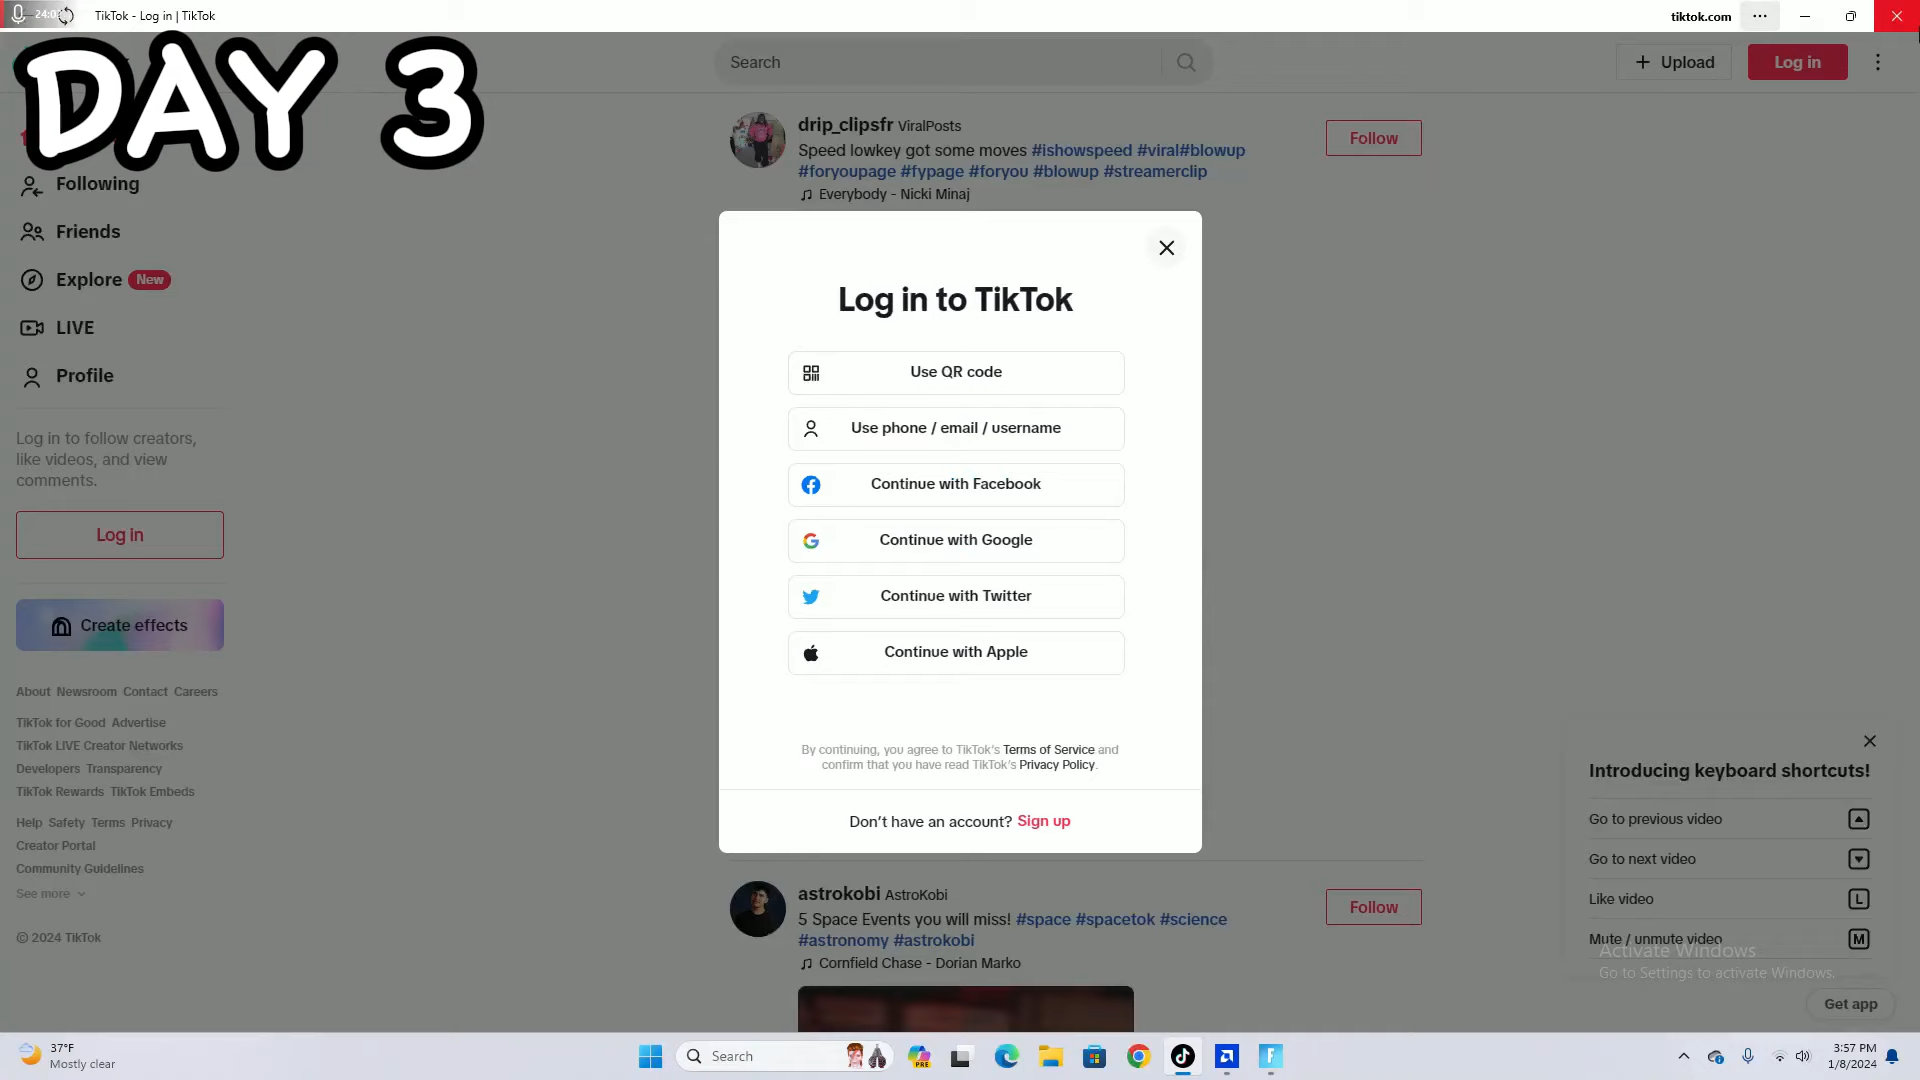 TikTok - Log in | TikTok
tiktok.com
DAY 3
Search
Upload
Log in
Following
Friends
Explore New
LIVE
Profile
Log in to follow creators,
like videos, and view
comments.
Log in
Create effects
About Newsroom Contact Careers
TikTok for Good Advertise
TikTok LIVE Creator Networks
Developers Transparency
TikTok Rewards TikTok Embeds
Help Safety Terms Privacy
Creator Portal
Community Guidelines
See more
© 2024 TikTok
drip_clipsfr ViralPosts
Follow
Speed lowkey got some moves #ishowspeed #viral#blowup
#foryoupage #fypage #foryou #blowup #streamerclip
Everybody - Nicki Minaj
Log in to TikTok
Use QR code
Use phone / email / username
Continue with Facebook
Continue with Google
Continue with Twitter
Continue with Apple
By continuing, you agree to TikTok's Terms of Service and
confirm that you have read TikTok's Privacy Policy.
Don't have an account? Sign up
astrokobi AstroKobi
Follow
5 Space Events you will miss! #space #spacetok #science
#astronomy #astrokobi
Cornfield Chase - Dorian Marko
Introducing keyboard shortcuts!
Go to previous video
Go to next video
Like video L
Mute / unmute video M
Activate Windows
Go to Settings to activate Windows.
Get app
37°F
Mostly clear
Search
PRE
3:57 PM
1/8/2024